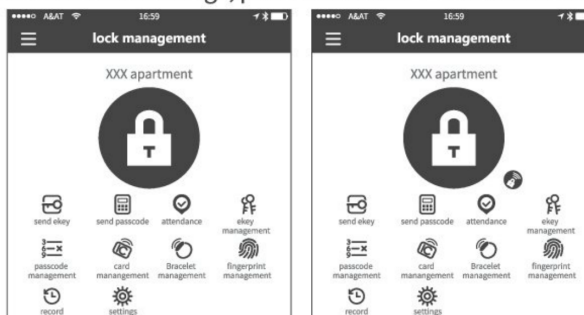 A&AT 16:59
lock management
XXX apartment
T
send ekey send passcode attendance ekey management
passcode management card manangement Bracelet management fingerprint management
record settings
A&AT 16:59
lock management
XXX apartment
T
send ekey send passcode attendance ekey management
passcode management card manangement Bracelet management fingerprint management
record settings